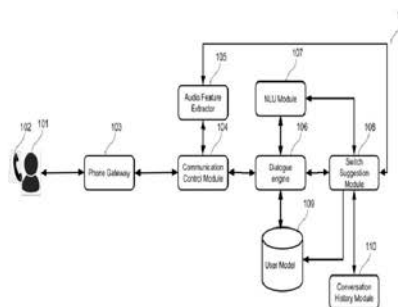 105
Audio Feature
Extractor
107
NLU Module
102
101
103
Phone Gateway
104
Communication
Control Module
106
Dialogue
engine
108
Switch
Suggestion
Module
109
User Model
110
Conversation
History Module